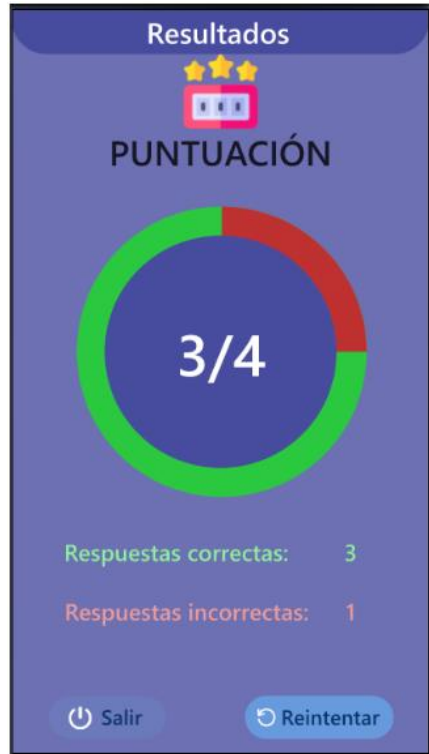 Resultados
PUNTUACIÓN
3/4
Respuestas correctas: 3
Respuestas incorrectas: 1
Salir
Reintentar